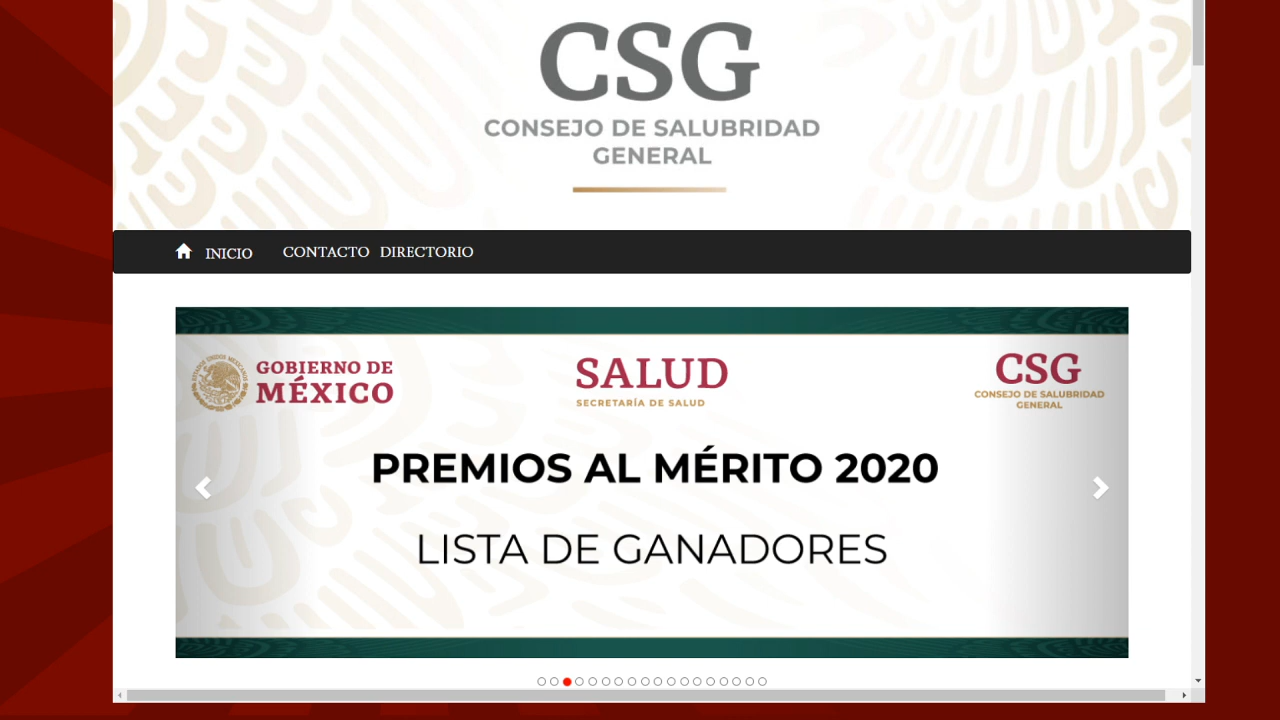 CSG
CONSEJO DE SALUBRIDAD
GENERAL
INICIO CONTACTO DIRECTORIO
GOBIERNO DE
MÉXICO
SALUD
SECRETARÍA DE SALUD
CSG
CONSEJO DE SALUBRIDAD
GENERAL
PREMIOS AL MÉRITO 2020
LISTA DE GANADORES